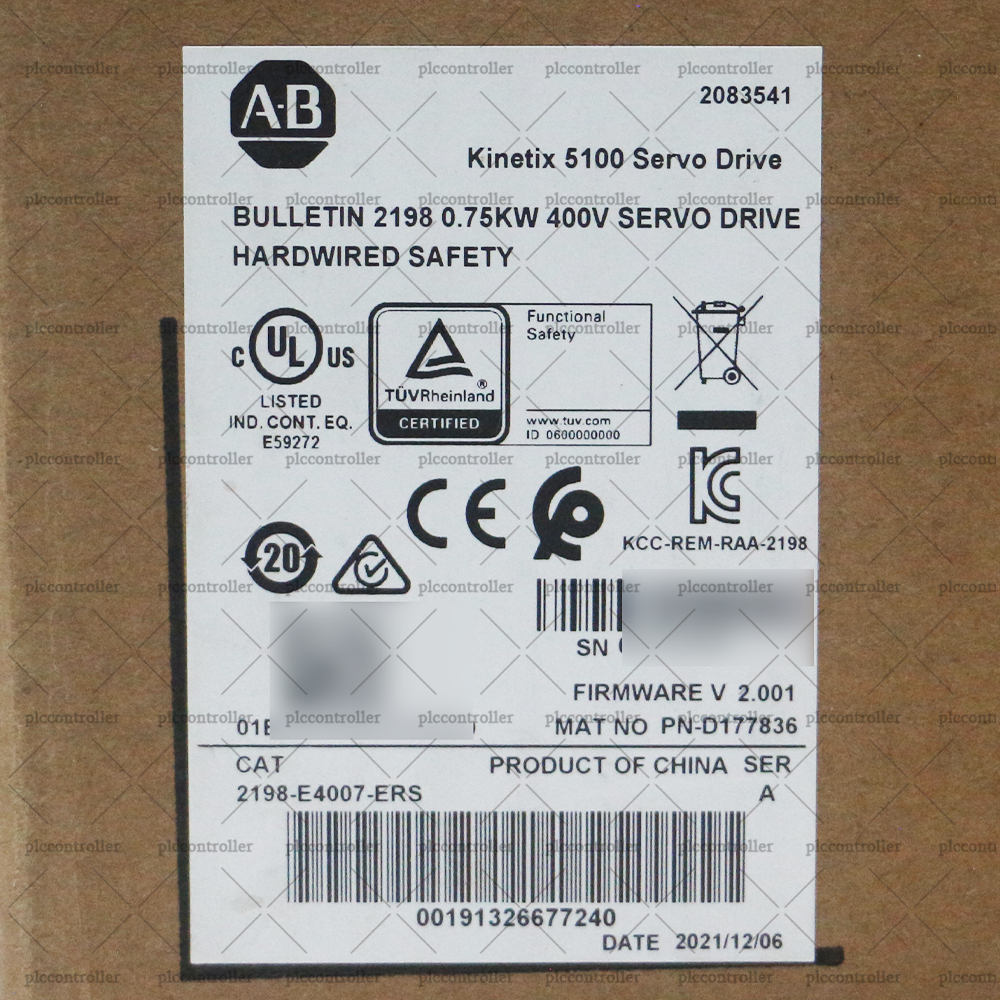 A-B
2083541
Kinetix 5100 Servo Drive
BULLETIN 2198 0.75KW 400V SERVO DRIVE
HARDWIRED SAFETY
C UL US
LISTED
IND. CONT. EQ.
E59272
TÜVRheinland®
CERTIFIED
Functional
Safety
www.tuv.com
ID 0600000000
KC
KCC-REM-RAA-2198
CE
20
SN
FIRMWARE V 2.001
MAT NO PN-D177836
CAT
PRODUCT OF CHINA SER
2198-E4007-ERS
A
00191326677240
DATE 2021/12/06
plccontroller